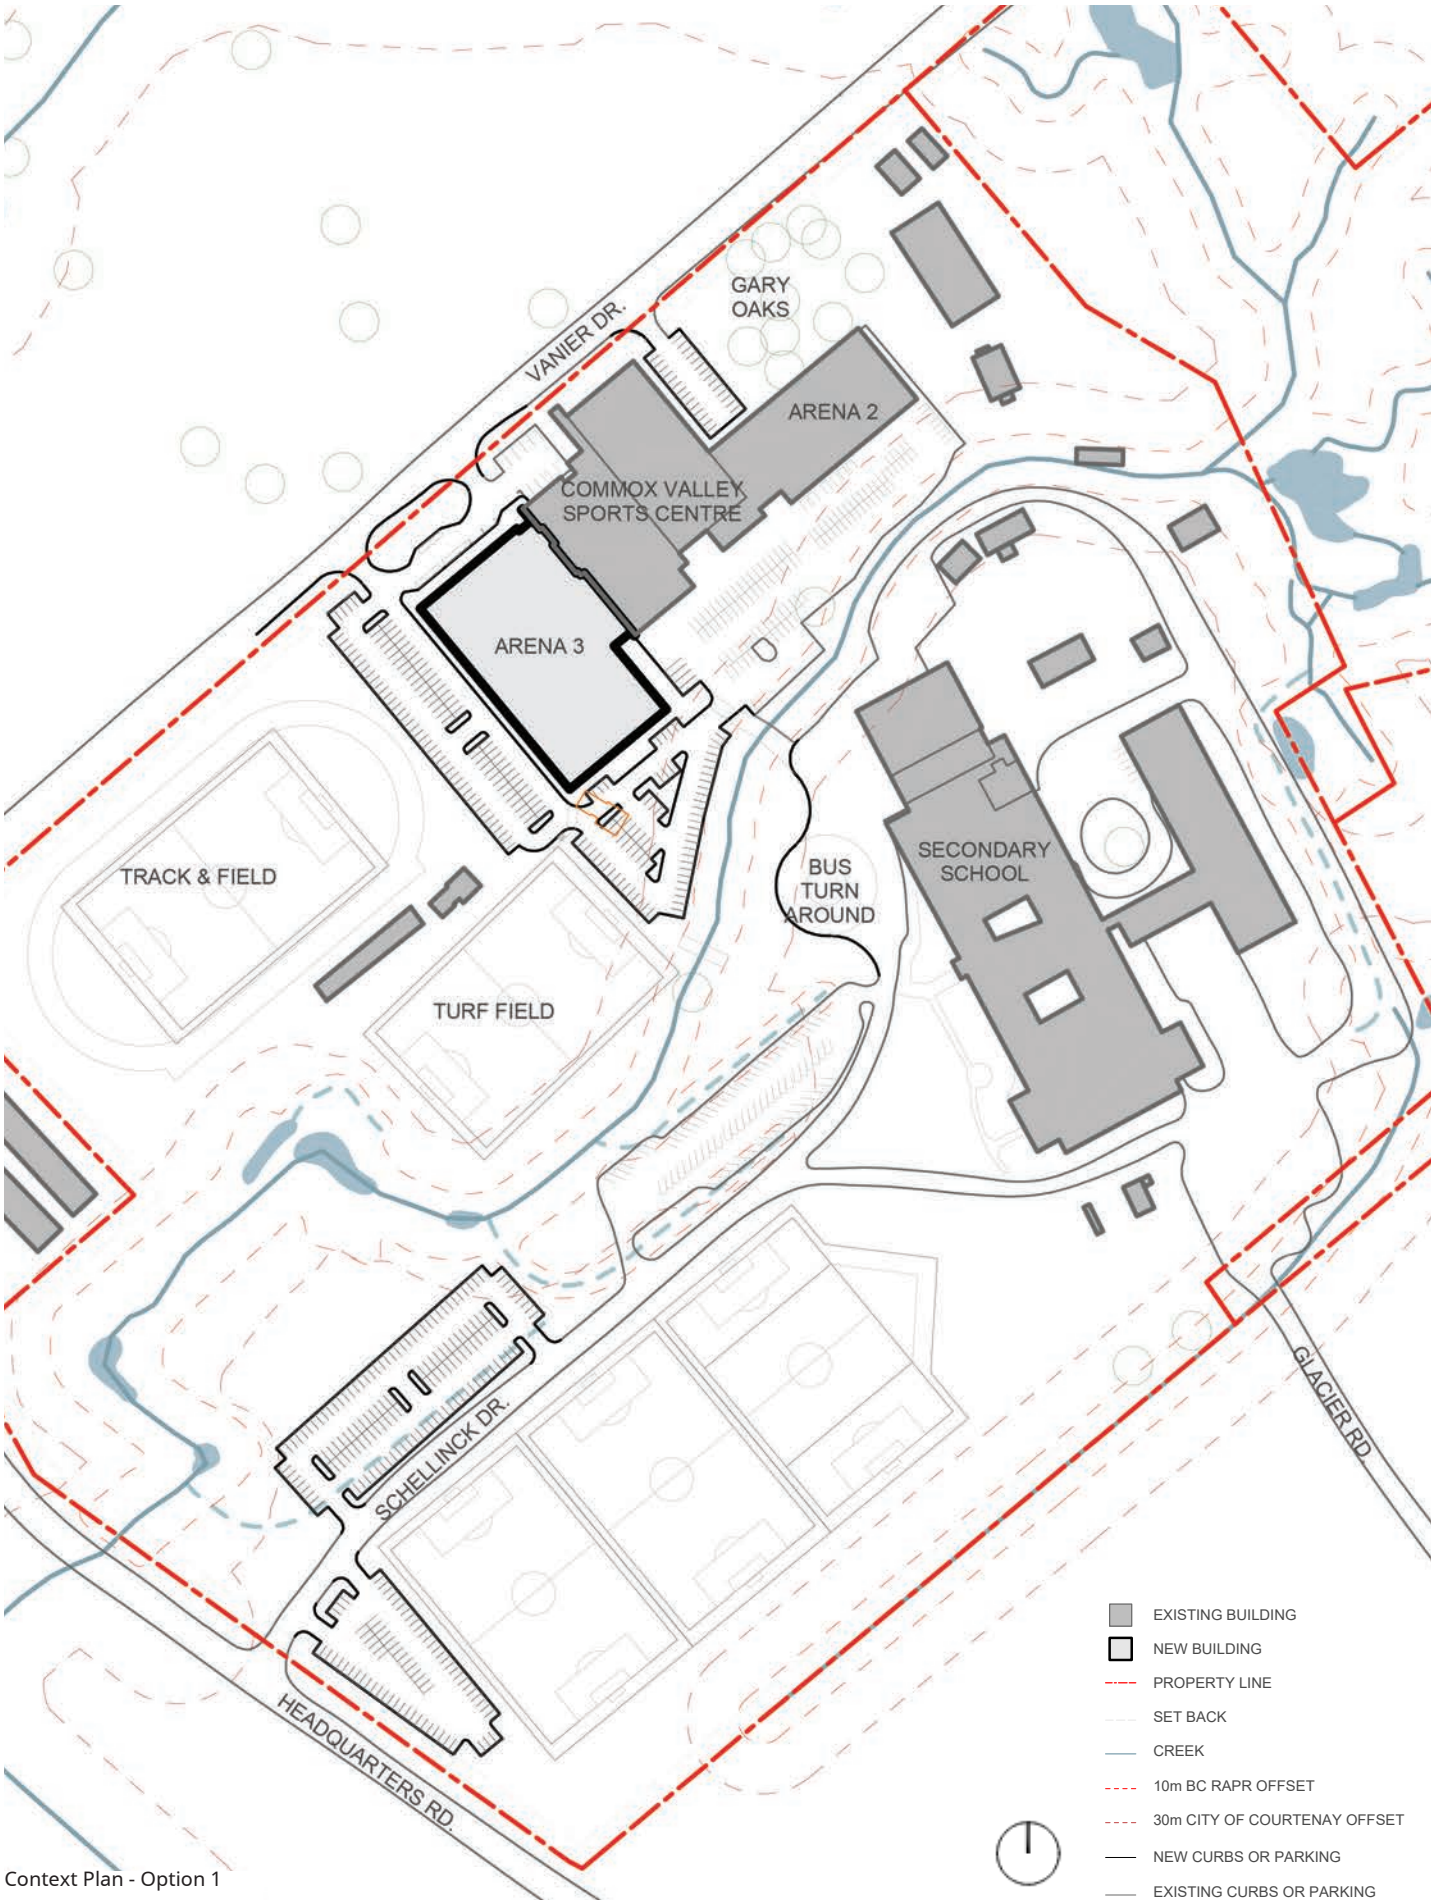 GARY
OAKS
VANIER DR.
ARENA 2
COMMOX VALLEY
SPORTS CENTRE
ARENA 3
TRACK & FIELD
SECONDARY
SCHOOL
BUS
TURN
AROUND
TURF FIELD
SCHELLINCK DR.
GLACIER RD.
HEADQUARTERS RD.
EXISTING BUILDING
NEW BUILDING
PROPERTY LINE
SET BACK
CREEK
10m BC RAPR OFFSET
30m CITY OF COURTENAY OFFSET
NEW CURBS OR PARKING
EXISTING CURBS OR PARKING
Context Plan - Option 1